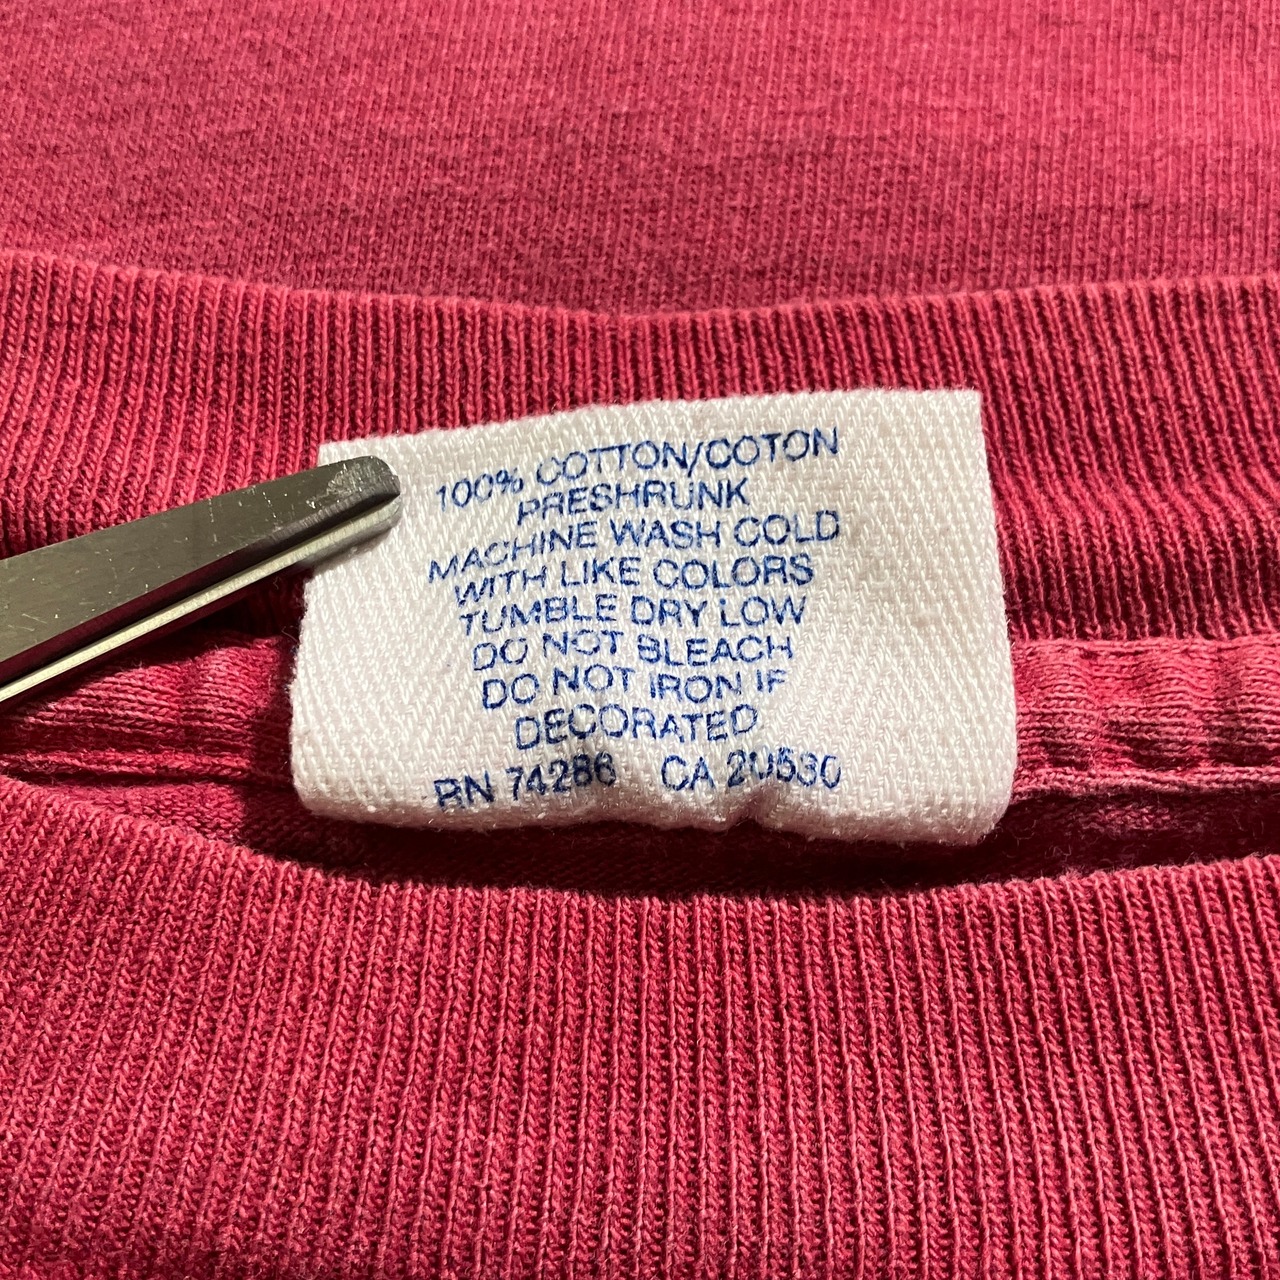 100% COTTON/COTON
PRESHRUNK
MACHINE WASH COLD
WITH LIKE COLORS
TUMBLE DRY LOW
DO NOT BLEACH
DO NOT IRON IF
DECORATED
RN 74286 CA